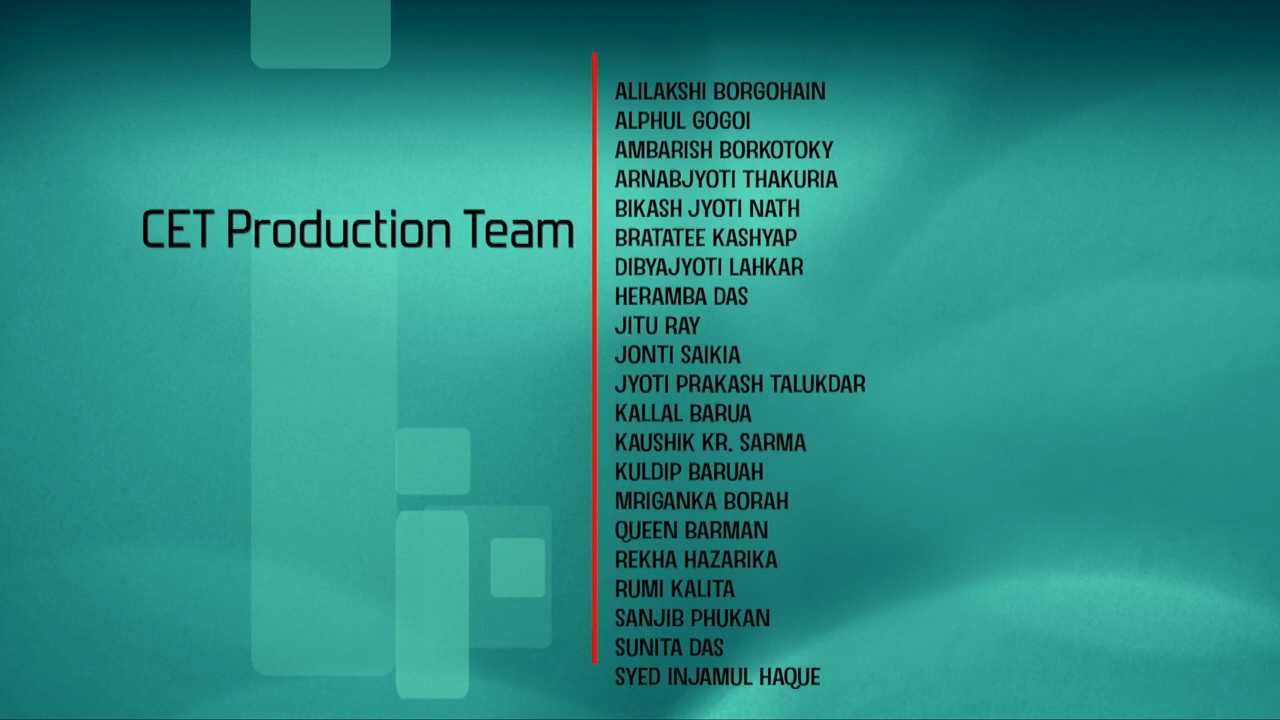 CET Production Team
ALILAKSHI BORGOHAIN
ALPHUL GOGOI
AMBARISH BORKOTOKY
ARNABJYOTI THAKURIA
BIKASH JYOTI NATH
BRATATEE KASHYAP
DIBYAJYOTI LAHKAR
HERAMBA DAS
JITU RAY
JONTI SAIKIA
JYOTI PRAKASH TALUKDAR
KALLAL BARUA
KAUSHIK KR. SARMA
KULDIP BARUAH
MRIGANKA BORAH
QUEEN BARMAN
REKHA HAZARIKA
RUMI KALITA
SANJIB PHUKAN
SUNITA DAS
SYED INJAMUL HAQUE